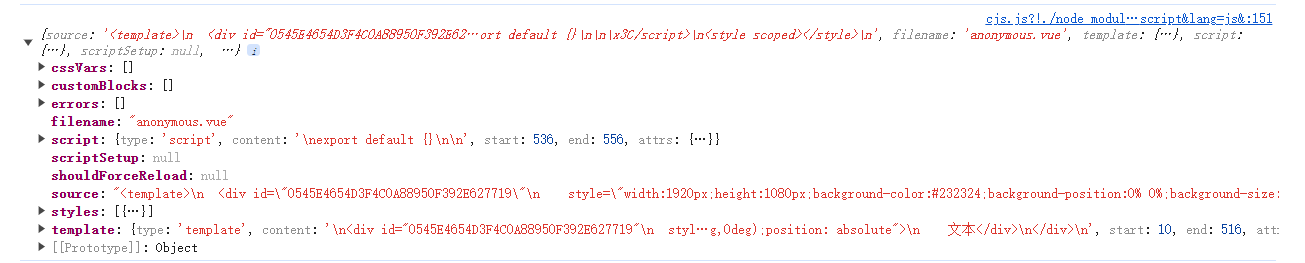 cjs.js?!./node modul…script&lang=js&:151
{source: '<template>\n  <div id="0545E4654D3F4C0A88950F392E62…ort default {}\n\n\x3C/script>\n<style scoped></style>\n', filename: 'anonymous.vue', template: {…}, script:
{…}, scriptSetup: null, …} i
cssVars: []
customBlocks: []
errors: []
filename: "anonymous.vue"
script: {type: 'script', content: '\nexport default {}\n\n', start: 536, end: 556, attrs: {…}}
scriptSetup: null
shouldForceReload: null
source: "<template>\n  <div id=\"0545E4654D3F4C0A88950F392E627719\"\n    style=\"width:1920px;height:1080px;background-color:#232324;background-position:0% 0%;background-size:
styles: [{…}]
template: {type: 'template', content: '\n<div id="0545E4654D3F4C0A88950F392E627719"\n  styl…g,0deg);position: absolute">\n    文本</div>\n</div>\n', start: 10, end: 516, att
[[Prototype]]: Object